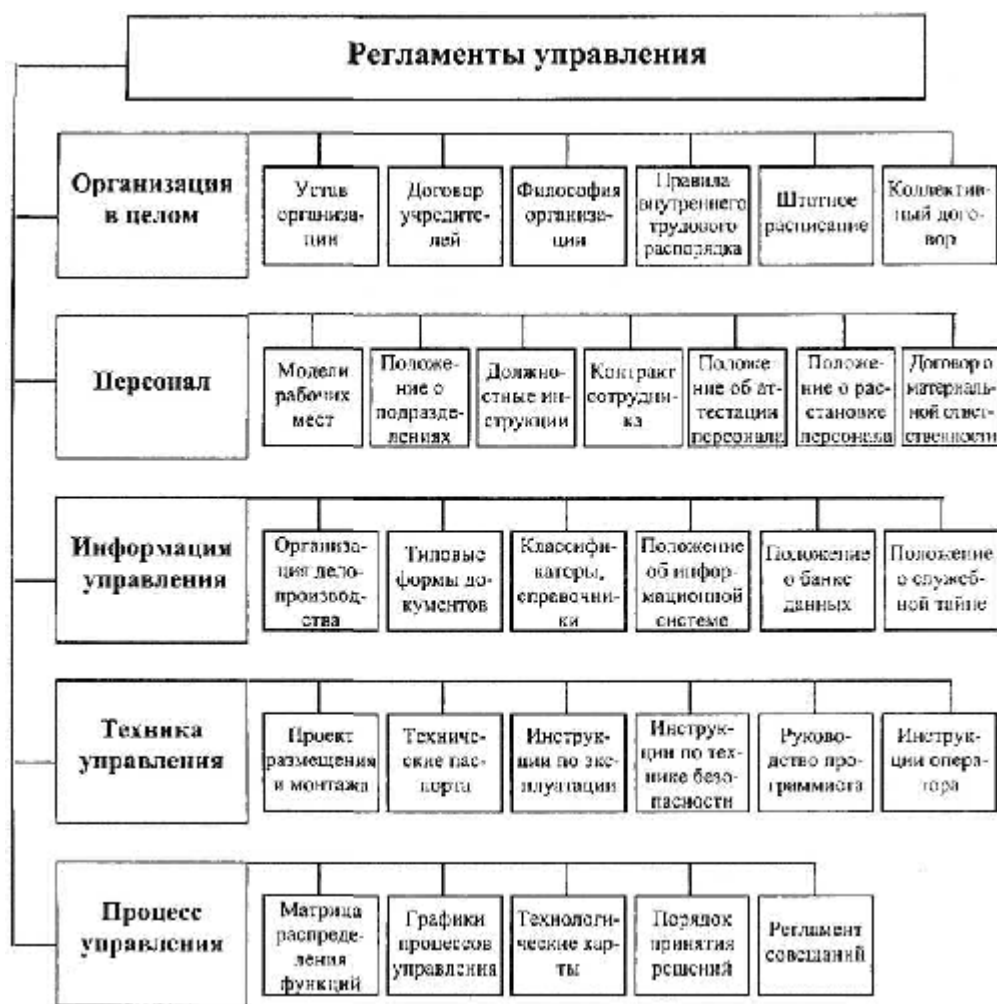 Регламенты управления
Организация
в целом
Устав
организа-
ции
Договор
учредите-
лей
Философия
организа-
ции
Правила
внутреннего
трудового
распорядка
Штатное
расписание
Коллектив-
ный дого-
вор
Персонал
Модели
рабочих
мест
Положе-
ние о
подразде-
лениях
Должно-
стные ин-
струкции
Контракт
сотрудни-
ка
Положе-
ние об ат-
тестации
персонала
Положе-
ние о рас-
становке
персонала
Договор о
материаль-
ной ответ-
ственности
Информация
управления
Организа-
ция дело-
производ-
ства
Типовые
формы до-
кументов
Классифи-
каторы,
справочни-
ки
Положение
об инфор-
мационной
системе
Положение
о банке
данных
Положение
о служеб-
ной тайне
Техника
управления
Проект
размещения
и монтажа
Техниче-
ские пас-
порта
Инструк-
ции по экс-
плуатации
Инструк-
ции по тех-
нике безо-
пасности
Руково-
дство про-
граммиста
Инструк-
ции опера-
тора
Процесс
управления
Матрица
распреде-
ления
функций
Графики
процессов
управления
Технологи-
ческие кар-
ты
Порядок
принятия
решений
Регламент
совещаний